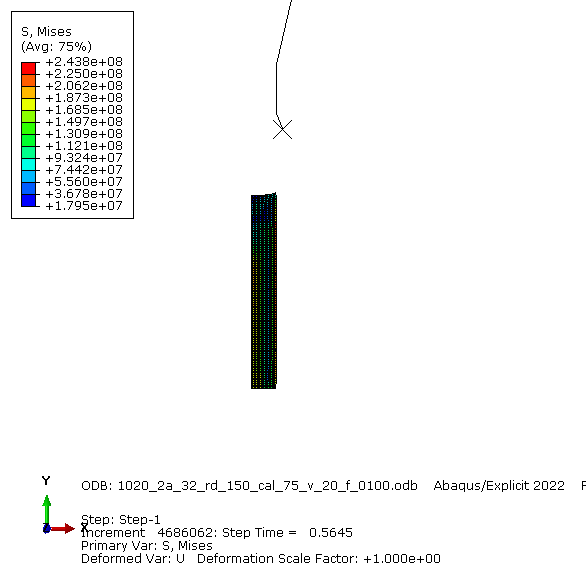 S, Mises
(Avg: 75%)
+2.438e+08
+2.250e+08
+2.062e+08
+1.873e+08
+1.685e+08
+1.497e+08
+1.309e+08
+1.121e+08
+9.324e+07
+7.442e+07
+5.560e+07
+3.678e+07
+1.795e+07
Y
X
Z
ODB: 1020_2a_32_rd_150_cal_75_v_20_f_0100.odb Abaqus/Explicit 2022 F
Step: Step-1
Increment 4686062: Step Time = 0.5645
Primary Var: S, Mises
Deformed Var: U Deformation Scale Factor: +1.000e+00